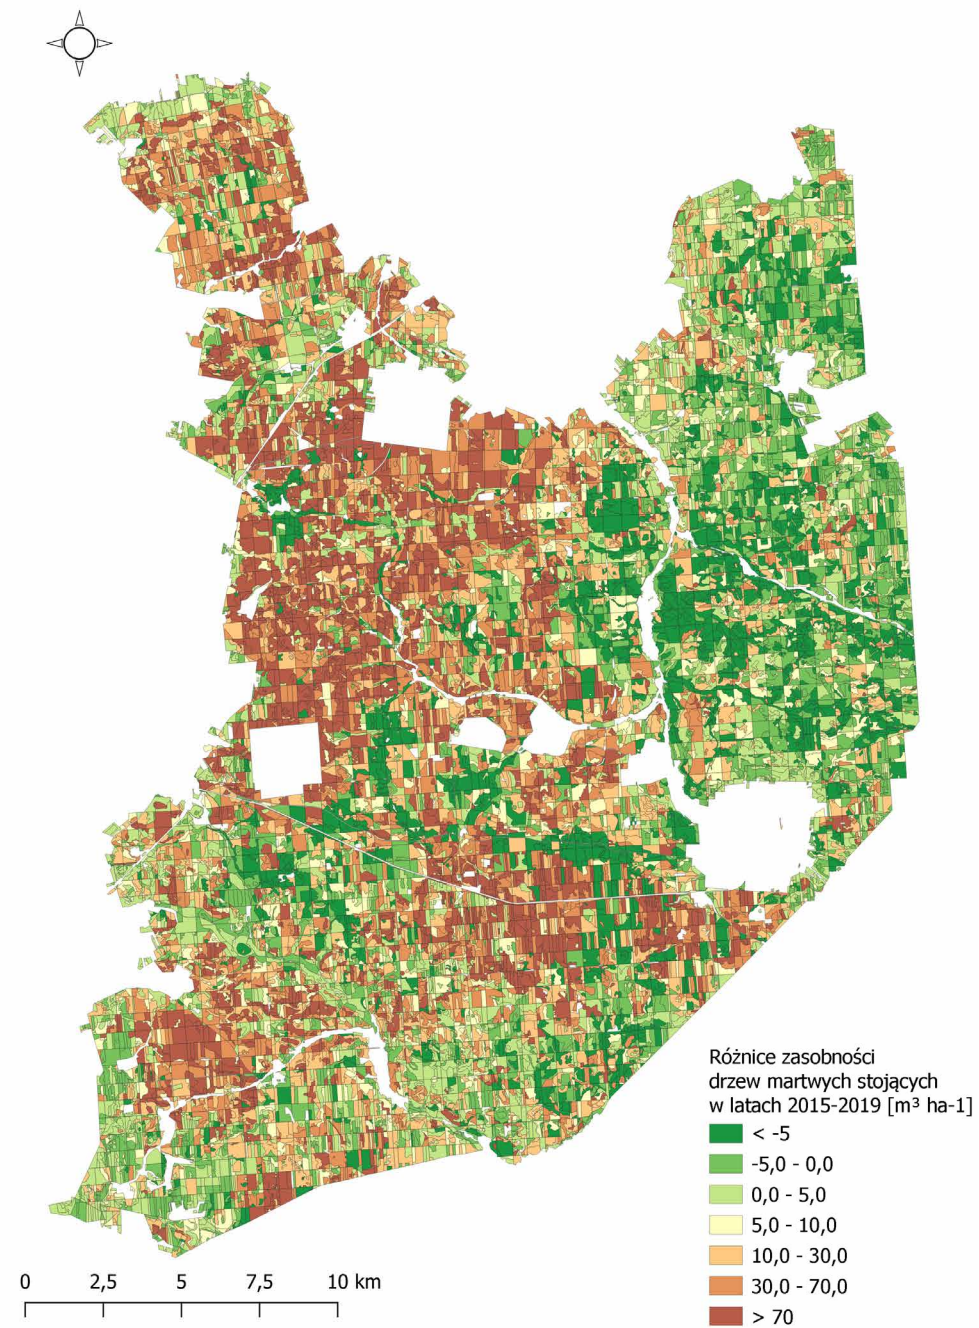 Różnice zasobności
drzew martwych stojących
w latach 2015-2019 [m³ ha-1]
< -5
-5,0 - 0,0
0,0 - 5,0
5,0 - 10,0
10,0 - 30,0
30,0 - 70,0
> 70
0 2,5 5 7,5 10 km